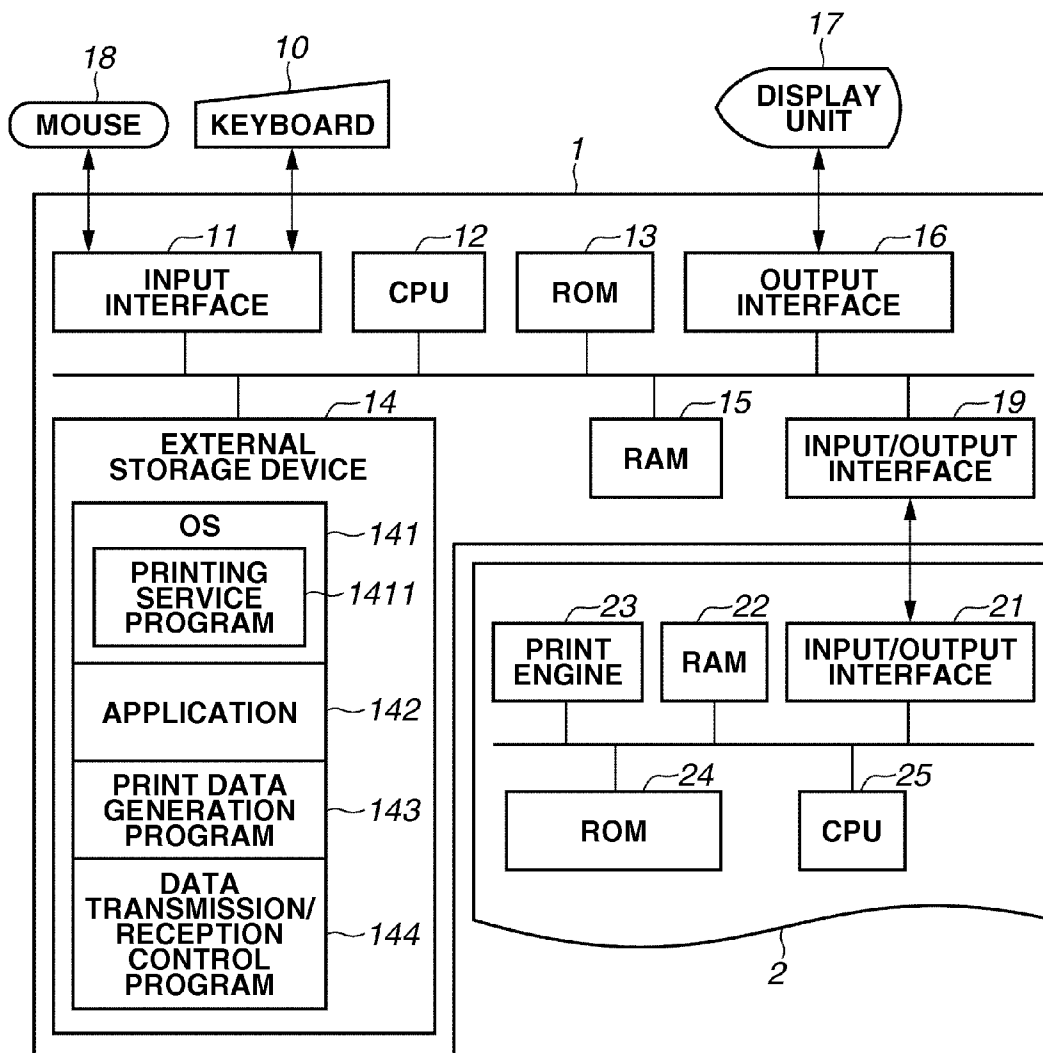 18
10
17
MOUSE
KEYBOARD
DISPLAY
UNIT
1
11
12
13
16
INPUT
INTERFACE
CPU
ROM
OUTPUT
INTERFACE
14
15
19
EXTERNAL
STORAGE DEVICE
RAM
INPUT/OUTPUT
INTERFACE
OS
141
PRINTING
SERVICE
PROGRAM
1411
APPLICATION
142
PRINT DATA
GENERATION
PROGRAM
143
DATA
TRANSMISSION/
RECEPTION
CONTROL
PROGRAM
144
23
22
21
PRINT
ENGINE
RAM
INPUT/OUTPUT
INTERFACE
24
25
ROM
CPU
2